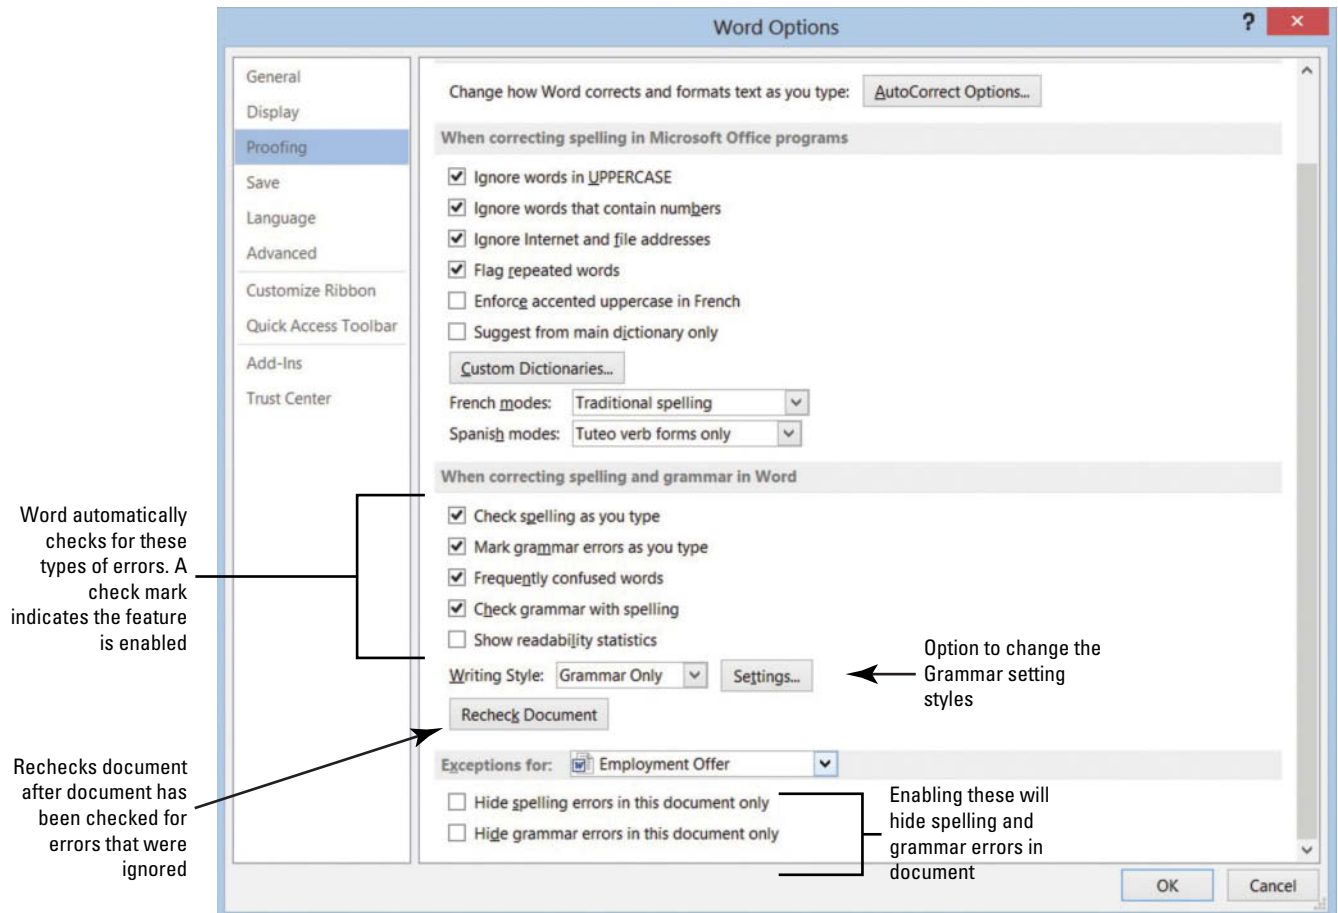 Word Options
?
×
General
Display
Proofing
Save
Language
Advanced
Customize Ribbon
Quick Access Toolbar
Add-Ins
Trust Center
Change how Word corrects and formats text as you type: AutoCorrect Options...
When correcting spelling in Microsoft Office programs
Ignore words in UPPERCASE
Ignore words that contain numbers
Ignore Internet and file addresses
Flag repeated words
Enforce accented uppercase in French
Suggest from main dictionary only
Custom Dictionaries...
French modes: Traditional spelling
Spanish modes: Tuteo verb forms only
When correcting spelling and grammar in Word
Check spelling as you type
Mark grammar errors as you type
Frequently confused words
Check grammar with spelling
Show readability statistics
Writing Style: Grammar Only Settings...
Recheck Document
Exceptions for: Employment Offer
Hide spelling errors in this document only
Hide grammar errors in this document only
OK Cancel
Word automatically
checks for these
types of errors. A
check mark
indicates the feature
is enabled
Option to change the
Grammar setting
styles
Rechecks document
after document has
been checked for
errors that were
ignored
Enabling these will
hide spelling and
grammar errors in
document